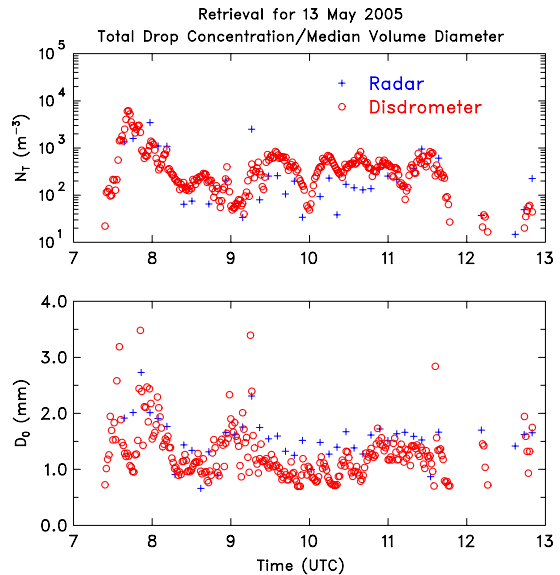 Retrieval for 13 May 2005
Total Drop Concentration/Median Volume Diameter
10^5
10^4
10^3
10^2
10^1
N_T (m^-3)
+ Radar
○ Disdrometer
7 8 9 10 11 12 13
4.0
3.0
2.0
1.0
0.0
D_0 (mm)
7 8 9 10 11 12 13
Time (UTC)